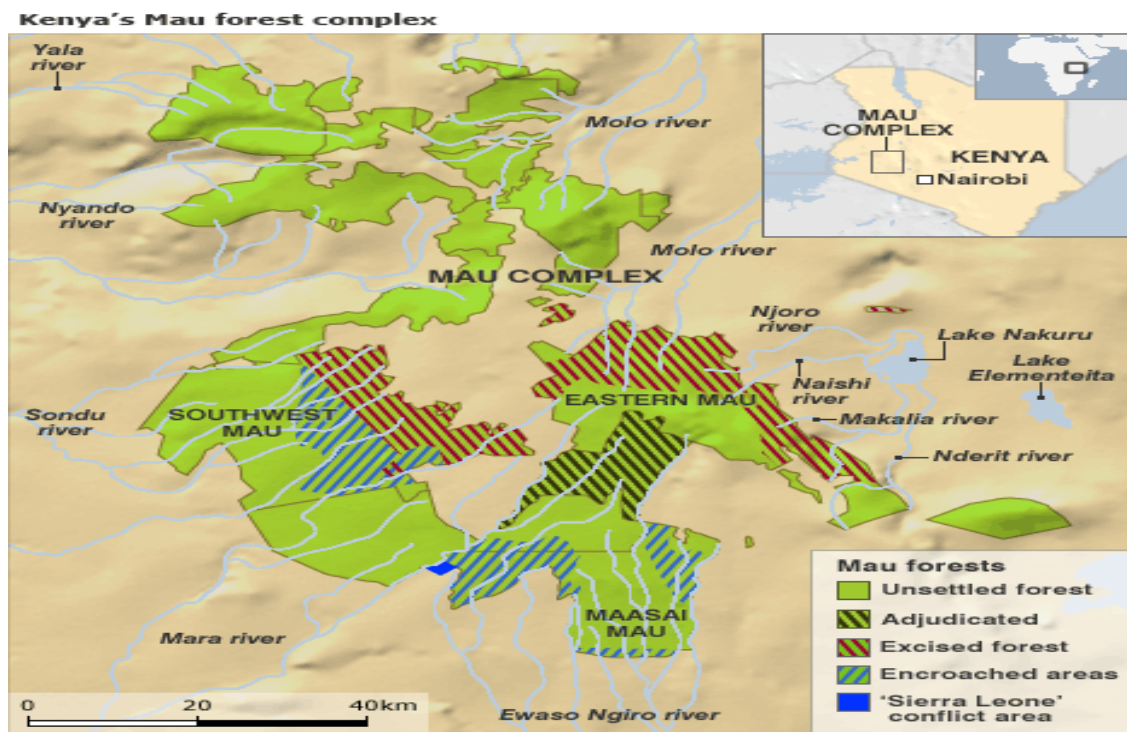 Kenya's Mau forest complex
Yala
river
Molo river
MAU
COMPLEX
KENYA
Nairobi
Nyando
river
Molo river
MAU COMPLEX
Njoro
river
Lake Nakuru
Lake
Elementeita
Naishi
river
EASTERN MAU
SOUTHWEST
MAU
Sondu
river
Makalia river
Nderit river
MAASAI
MAU
Mara river
Ewaso Ngiro river
0 20 40km
Mau forests
Unsettled forest
Adjudicated
Excised forest
Encroached areas
'Sierra Leone'
conflict area